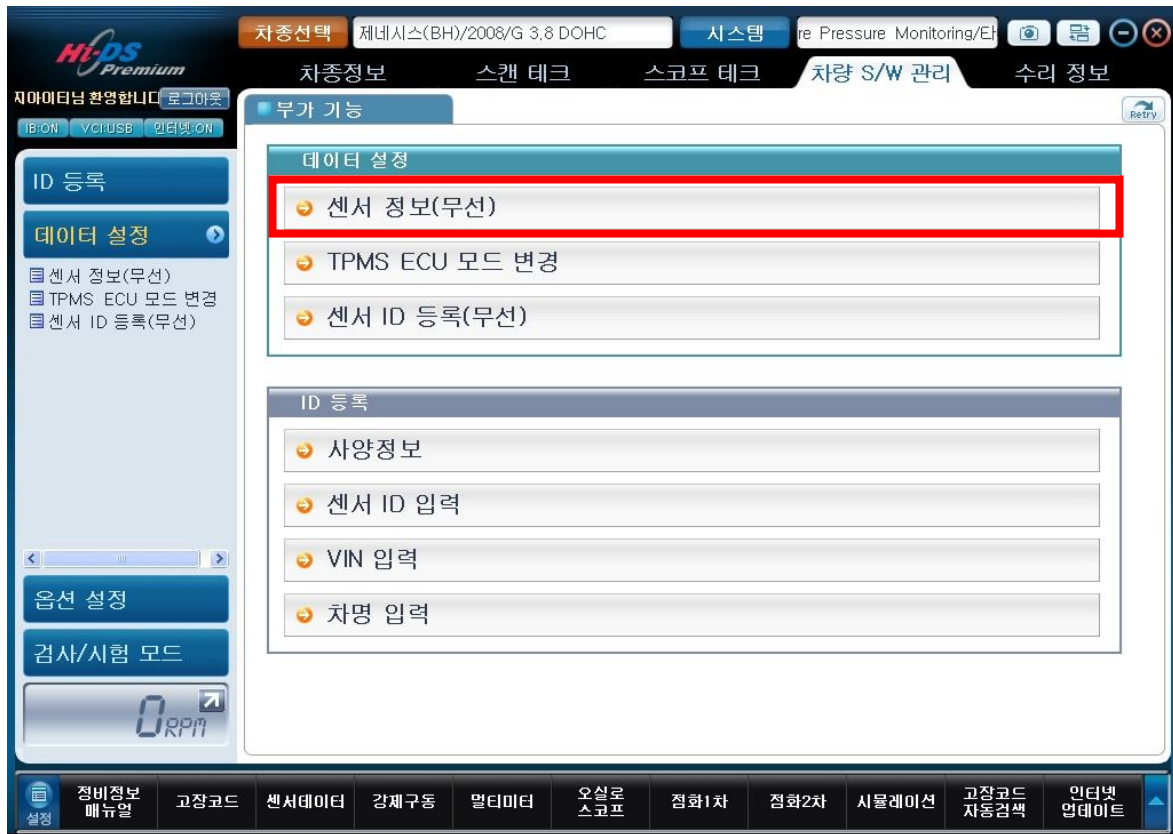 Hi-DS Premium
차종선택 제네시스(BH)/2008/G 3,8 DOHC 시스템 re Pressure Monitoring/타
차종정보 스캔 테크 스코프 테크 차량 S/W 관리 수리 정보
지아이티님 환영합니다 로그아웃
IB:ON VCI:USB 인터넷:ON
부가 기능
Retry
ID 등록
데이터 설정
센서 정보(무선)
TPMS ECU 모드 변경
센서 ID 등록(무선)
옵션 설정
검사/시험 모드
0 RPM
데이터 설정
센서 정보(무선)
TPMS ECU 모드 변경
센서 ID 등록(무선)
ID 등록
사양정보
센서 ID 입력
VIN 입력
차명 입력
설정
정비정보
매뉴얼
고장코드
센서데이터
강제구동
멀티미터
오실로
스코프
점화1차
점화2차
시뮬레이션
고장코드
자동검색
인터넷
업데이트